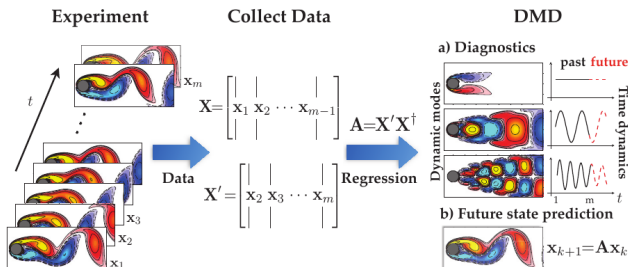 Experiment
t
x_m
x_3
x_2
x_1
Data
Collect Data
X=[x_1 x_2 ··· x_{m−1}]
X′=[x_2 x_3 ··· x_m]
A=X′X†
Regression
DMD
a) Diagnostics
past future
Dynamic modes
Time dynamics
1 m t
b) Future state prediction
x_{k+1}=Ax_k